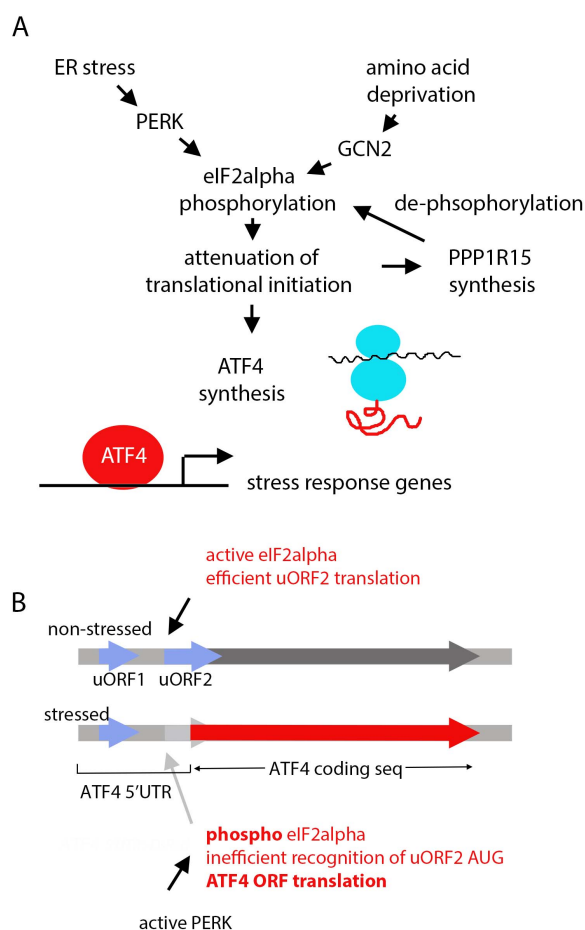 A
ER stress
amino acid
deprivation
PERK
GCN2
eIF2alpha
phosphorylation
de-phsophorylation
attenuation of
translational initiation
PPP1R15
synthesis
ATF4
synthesis
ATF4
stress response genes
active eIF2alpha
efficient uORF2 translation
B
non-stressed
uORF1
uORF2
stressed
ATF4 5'UTR
ATF4 coding seq
phospho eIF2alpha
inefficient recognition of uORF2 AUG
ATF4 ORF translation
active PERK